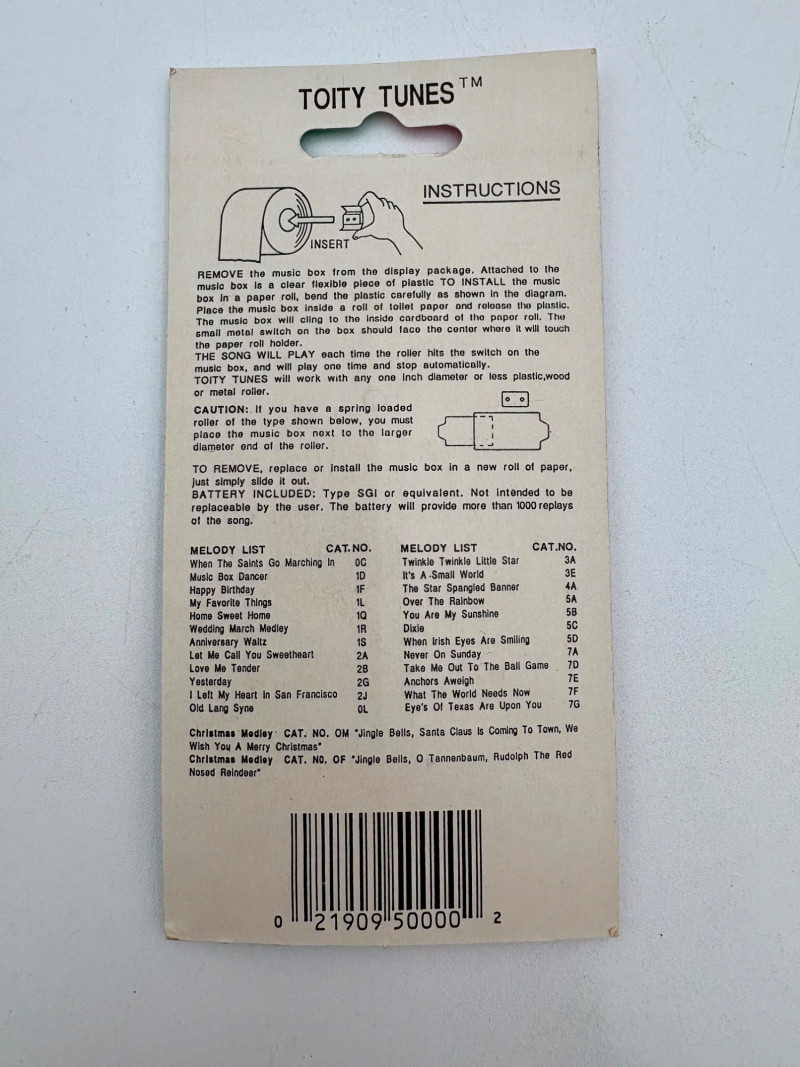 TOITY TUNES™
INSTRUCTIONS
INSERT
REMOVE the music box from the display package. Attached to the
music box is a clear flexible piece of plastic TO INSTALL the music
box in a paper roll, bend the plastic carefully as shown in the diagram.
Place the music box inside a roll of toilet paper and release the plastic.
The music box will cling to the inside cardboard of the paper roll. The
small metal switch on the box should face the center where it will touch
the paper roll holder.
THE SONG WILL PLAY each time the roller hits the switch on the
music box, and will play one time and stop automatically.
TOITY TUNES will work with any one inch diameter or less plastic,wood
or metal roller.
CAUTION: If you have a spring loaded
roller of the type shown below, you must
place the music box next to the larger
diameter end of the roller.
TO REMOVE, replace or install the music box in a new roll of paper,
just simply slide it out.
BATTERY INCLUDED: Type SGI or equivalent. Not intended to be
replaceable by the user. The battery will provide more than 1000 replays
of the song.
MELODY LIST CAT. NO.
When The Saints Go Marching In 0C
Music Box Dancer 1D
Happy Birthday 1F
My Favorite Things 1L
Home Sweet Home 1Q
Wedding March Medley 1R
Anniversary Waltz 1S
Let Me Call You Sweetheart 2A
Love Me Tender 2B
Yesterday 2G
I Left My Heart In San Francisco 2J
Old Lang Syne 0L
MELODY LIST CAT.NO.
Twinkle Twinkle Little Star 3A
It's A Small World 3E
The Star Spangled Banner 4A
Over The Rainbow 5A
You Are My Sunshine 5B
Dixie 5C
When Irish Eyes Are Smiling 5D
Never On Sunday 7A
Take Me Out To The Ball Game 7D
Anchors Aweigh 7E
What The World Needs Now 7F
Eye's Of Texas Are Upon You 7G
Christmas Medley CAT. NO. OM "Jingle Bells, Santa Claus Is Coming To Town, We
Wish You A Merry Christmas"
Christmas Medley CAT. NO. OF "Jingle Bells, O Tannenbaum, Rudolph The Red
Nosed Reindeer"
0 21909 50000 2